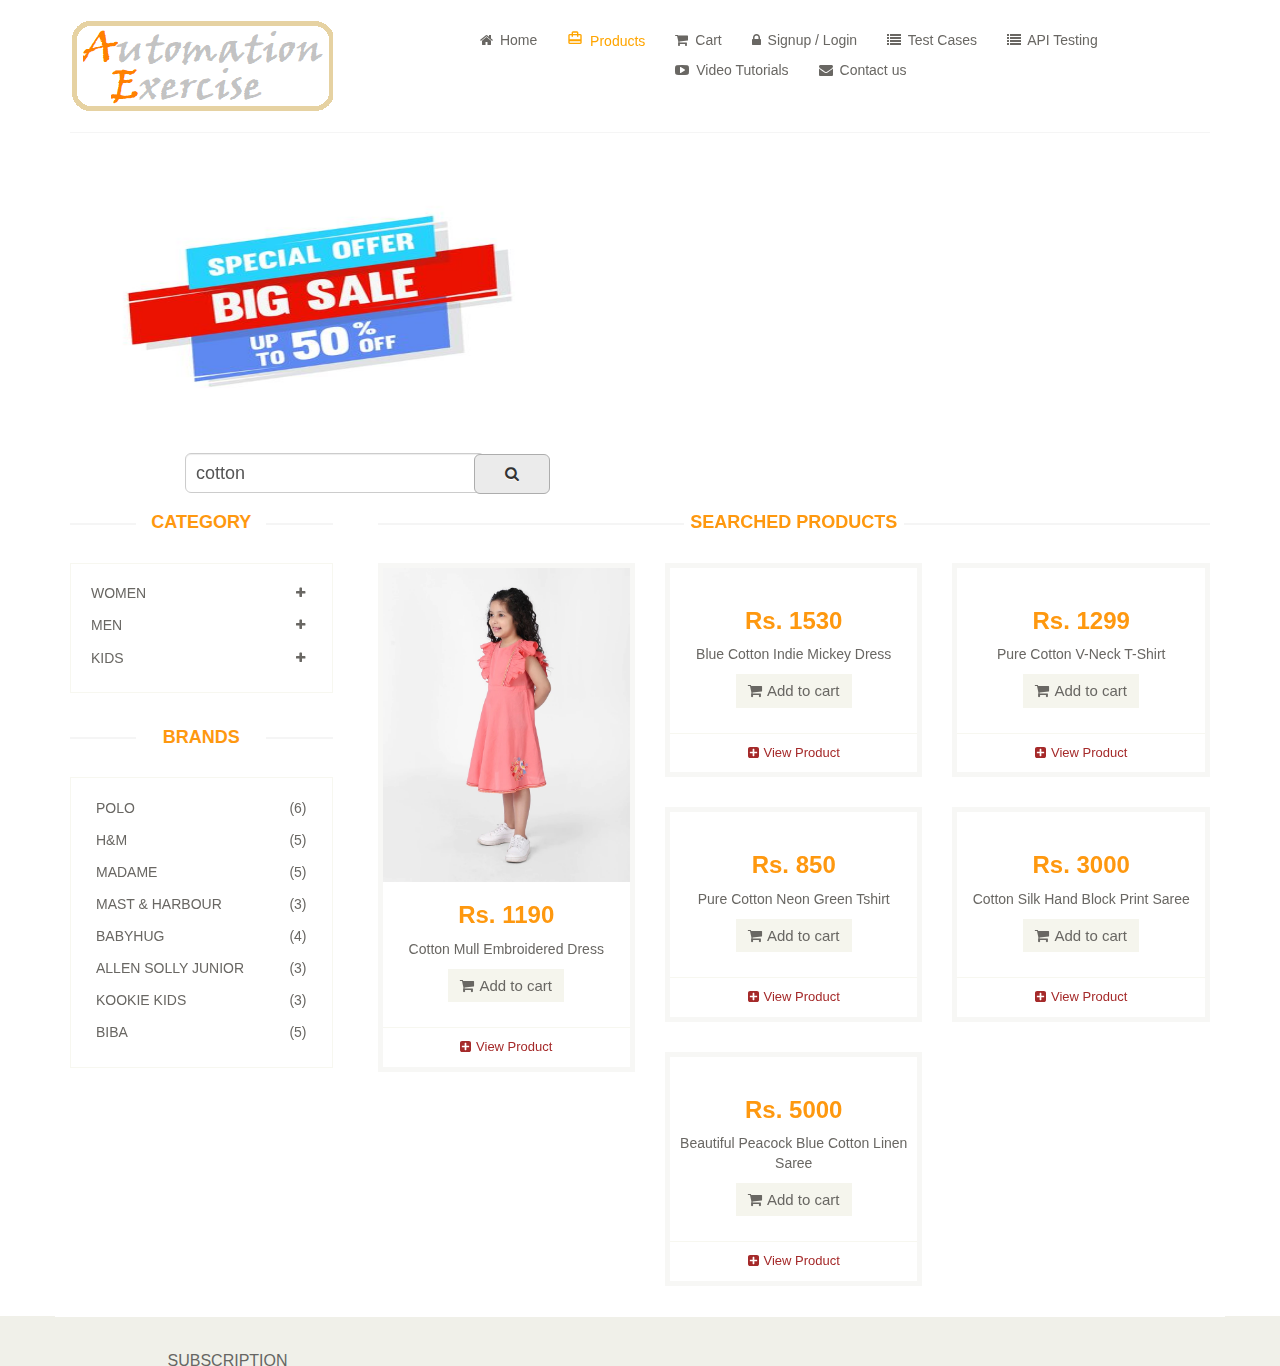 Automation
Exercise
Home
Products
Cart
Signup / Login
Test Cases
API Testing
Video Tutorials
Contact us
SPECIAL OFFER
BIG SALE
UP TO 50% OFF
cotton
CATEGORY
WOMEN
MEN
KIDS
BRANDS
POLO (6)
H&M (5)
MADAME (5)
MAST & HARBOUR (3)
BABYHUG (4)
ALLEN SOLLY JUNIOR (3)
KOOKIE KIDS (3)
BIBA (5)
SEARCHED PRODUCTS
Rs. 1190
Cotton Mull Embroidered Dress
Add to cart
View Product
Rs. 1530
Blue Cotton Indie Mickey Dress
Add to cart
View Product
Rs. 1299
Pure Cotton V-Neck T-Shirt
Add to cart
View Product
Rs. 850
Pure Cotton Neon Green Tshirt
Add to cart
View Product
Rs. 3000
Cotton Silk Hand Block Print Saree
Add to cart
View Product
Rs. 5000
Beautiful Peacock Blue Cotton Linen
Saree
Add to cart
View Product
SUBSCRIPTION